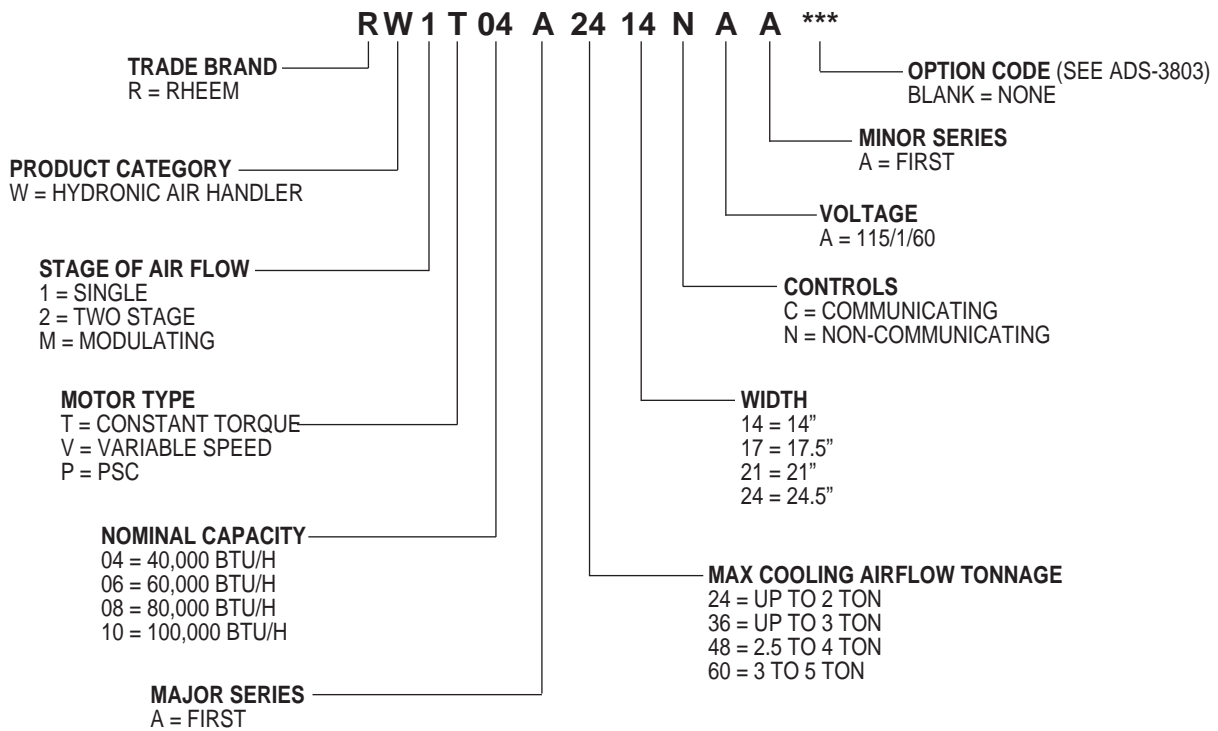 R W 1 T 04 A 24 14 N A A ***
TRADE BRAND
R = RHEEM
OPTION CODE (SEE ADS-3803)
BLANK = NONE
MINOR SERIES
A = FIRST
PRODUCT CATEGORY
W = HYDRONIC AIR HANDLER
VOLTAGE
A = 115/1/60
STAGE OF AIR FLOW
1 = SINGLE
2 = TWO STAGE
M = MODULATING
CONTROLS
C = COMMUNICATING
N = NON-COMMUNICATING
MOTOR TYPE
T = CONSTANT TORQUE
V = VARIABLE SPEED
P = PSC
WIDTH
14 = 14”
17 = 17.5”
21 = 21”
24 = 24.5”
NOMINAL CAPACITY
04 = 40,000 BTU/H
06 = 60,000 BTU/H
08 = 80,000 BTU/H
10 = 100,000 BTU/H
MAX COOLING AIRFLOW TONNAGE
24 = UP TO 2 TON
36 = UP TO 3 TON
48 = 2.5 TO 4 TON
60 = 3 TO 5 TON
MAJOR SERIES
A = FIRST